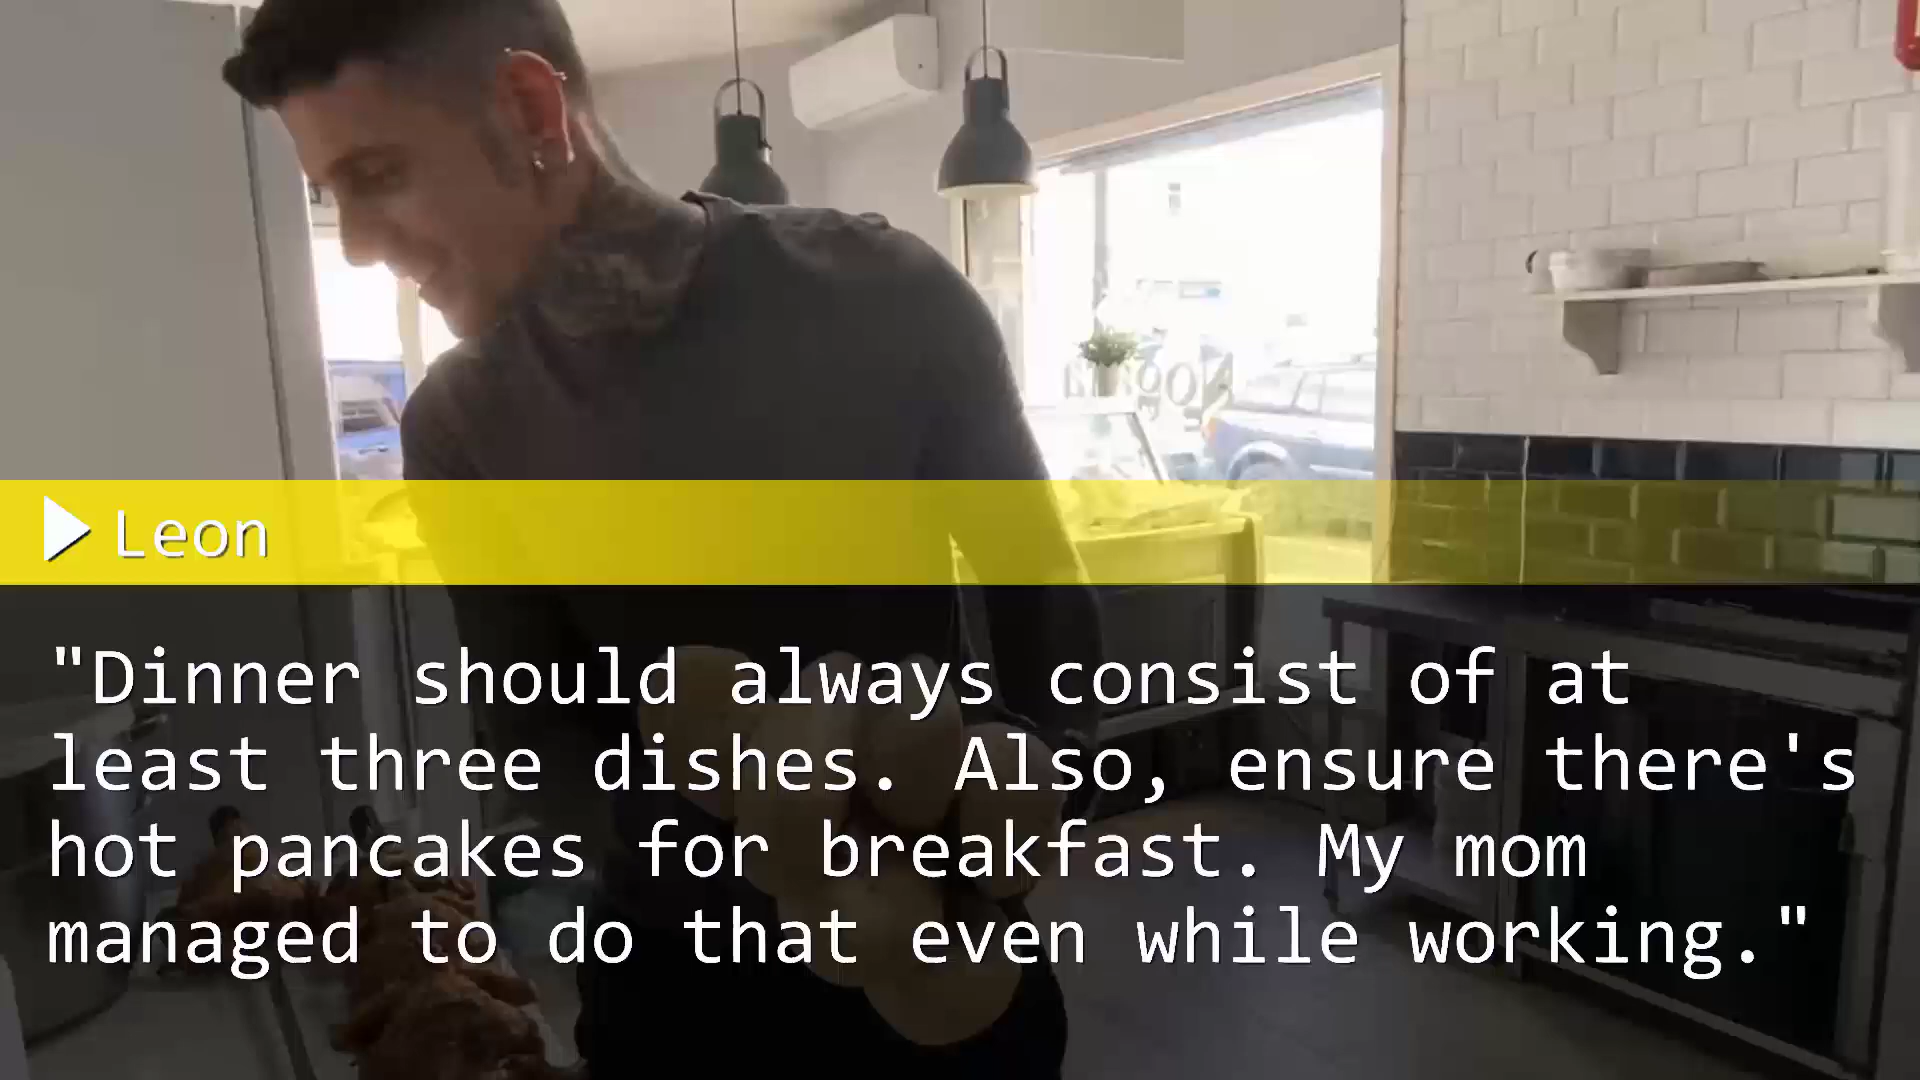 Leon
"Dinner should always consist of at
least three dishes. Also, ensure there's
hot pancakes for breakfast. My mom
managed to do that even while working."